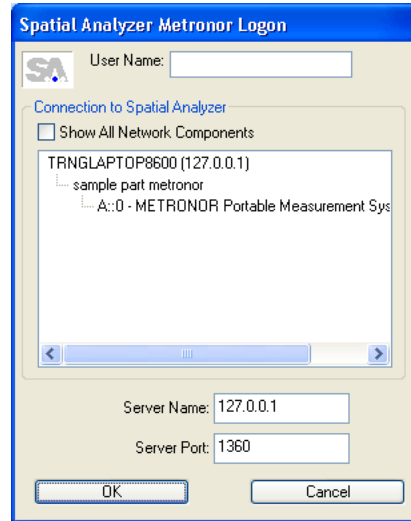 Spatial Analyzer Metronor Logon
SA
User Name:
Connection to Spatial Analyzer
Show All Network Components
TRNGLAPTOP8600 (127.0.0.1)
sample part metronor
A::0 - METRONOR Portable Measurement Sys
Server Name: 127.0.0.1
Server Port: 1360
OK Cancel